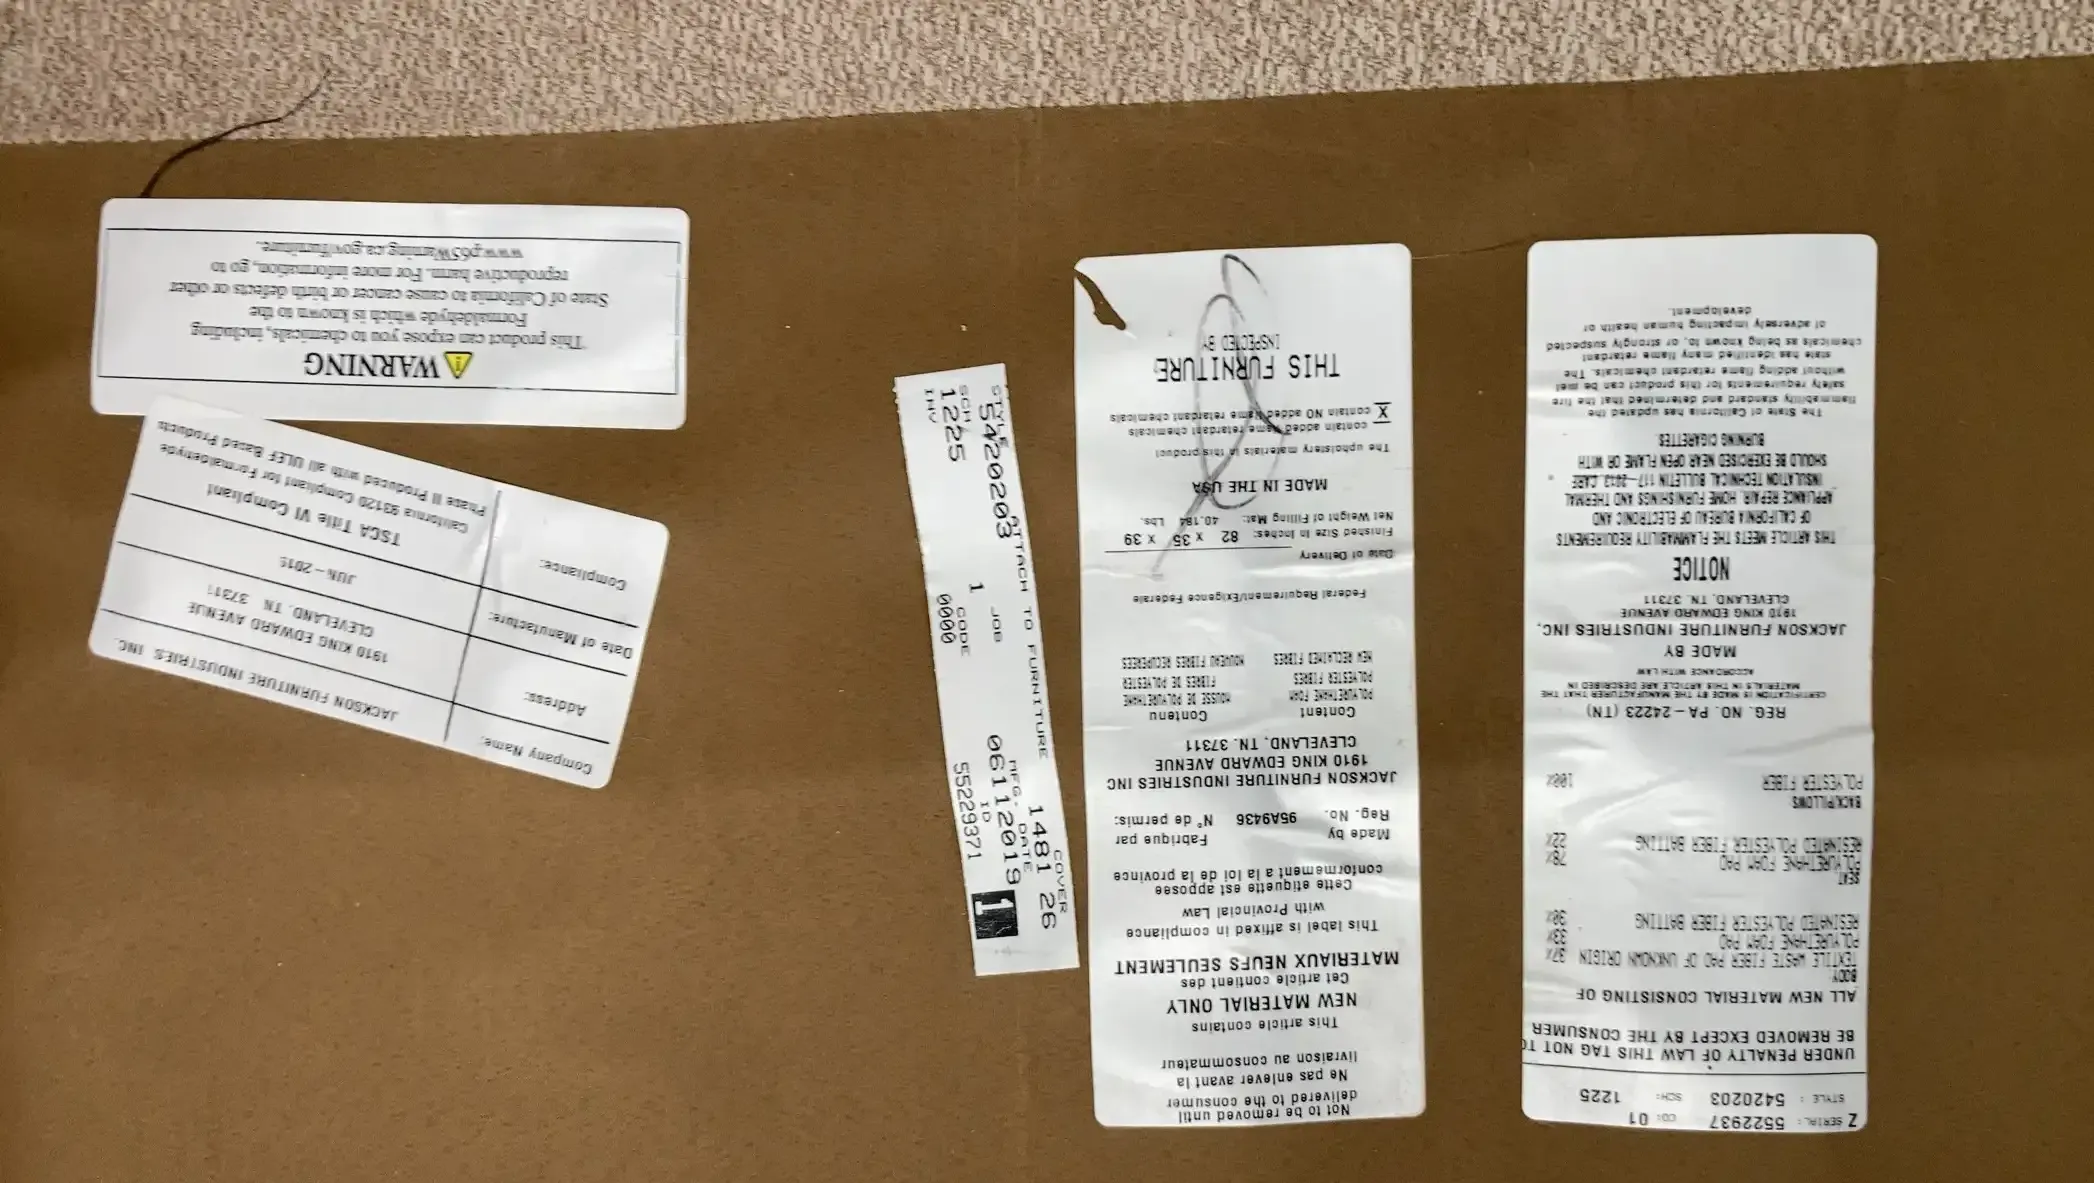 ⚠ WARNING
This product can expose you to chemicals, including,
Formaldehyde which is known to the
State of California to cause cancer or birth defects or other
reproductive harm. For more information, go to
www.p65Warning.ca.gov/furniture.
Company Name: JACKSON FURNITURE INDUSTRIES, INC.
Address: 1910 KING EDWARD AVENUE
CLEVELAND, TN 37311
Date of Manufacture: JUN-2019
Compliance: TSCA Title VI Compliant
California 93120 Compliant for Formaldehyde
Phase II Produced with all ULEF Based Products
ATTACH TO FURNITURE COVER
STYLE 1481 26
5420203 JOB MFG. DATE
SCH. 1 06112019 1
1225 CODE ID
INV 0000 55229371
Not to be removed until
delivered to the consumer
Ne pas enlever avant la
livraison au consommateur
This article contains
NEW MATERIAL ONLY
Cet article contient des
MATERIAUX NEUFS SEULEMENT
This label is affixed in compliance
with Provincial Law
Cette etiquette est apposee
conformement a la loi de la province
Made by Fabrique par
Reg. No. 95A9436 N° de permis:
JACKSON FURNITURE INDUSTRIES INC
1910 KING EDWARD AVENUE
CLEVELAND, TN. 37311
Content Contenu
POLYURETHANE FOAM MOUSSE DE POLYURETHANE
POLYESTER FIBRES FIBRES DE POLYESTER
NEW RECLAIMED FIBRES NOUVEAU FIBRES RECUPEREES
Federal Requirement/Exigence Federale
Date of Delivery
Finished Size In Inches: 82 x 35 x 39
Net Weight of Filling Mat: 40.184 Lbs.
MADE IN THE USA
The upholstery materials in this product
contain added flame retardant chemicals
X contain NO added flame retardant chemicals
THIS FURNITURE
INSPECTED BY
Z SERIAL: 5522937 CD: 01
STYLE: 5420203 SCH: 1225
UNDER PENALTY OF LAW THIS TAG NOT TO
BE REMOVED EXCEPT BY THE CONSUMER
ALL NEW MATERIAL CONSISTING OF
BODY:
TEXTILE WASTE FIBER PAD OF UNKNOWN ORIGIN 37%
POLYURETHANE FOAM PAD 33%
RESINATED POLYESTER FIBER BATTING 30%
SEAT:
POLYURETHANE FOAM PAD 78%
RESINATED POLYESTER FIBER BATTING 22%
BACK/PILLOWS:
POLYESTER FIBER 100%
REG. NO. PA-24223 (TN)
CERTIFICATION IS MADE BY THE MANUFACTURER THAT THE
MATERIALS IN THIS ARTICLE ARE DESCRIBED IN
ACCORDANCE WITH LAW
MADE BY
JACKSON FURNITURE INDUSTRIES INC.
1910 KING EDWARD AVENUE
CLEVELAND, TN. 37311
NOTICE
THIS ARTICLE MEETS THE FLAMMABILITY REQUIREMENTS
OF CALIFORNIA BUREAU OF ELECTRONIC AND
APPLIANCE REPAIR, HOME FURNISHINGS AND THERMAL
INSULATION TECHNICAL BULLETIN 117-2013. CARE
SHOULD BE EXERCISED NEAR OPEN FLAME OR WITH
BURNING CIGARETTES.
The State of California has updated the
flammability standard and determined that the fire
safety requirements for this product can be met
without adding flame retardant chemicals. The
state has identified many flame retardant
chemicals as being known to, or strongly suspected
of adversely impacting human health or
development.